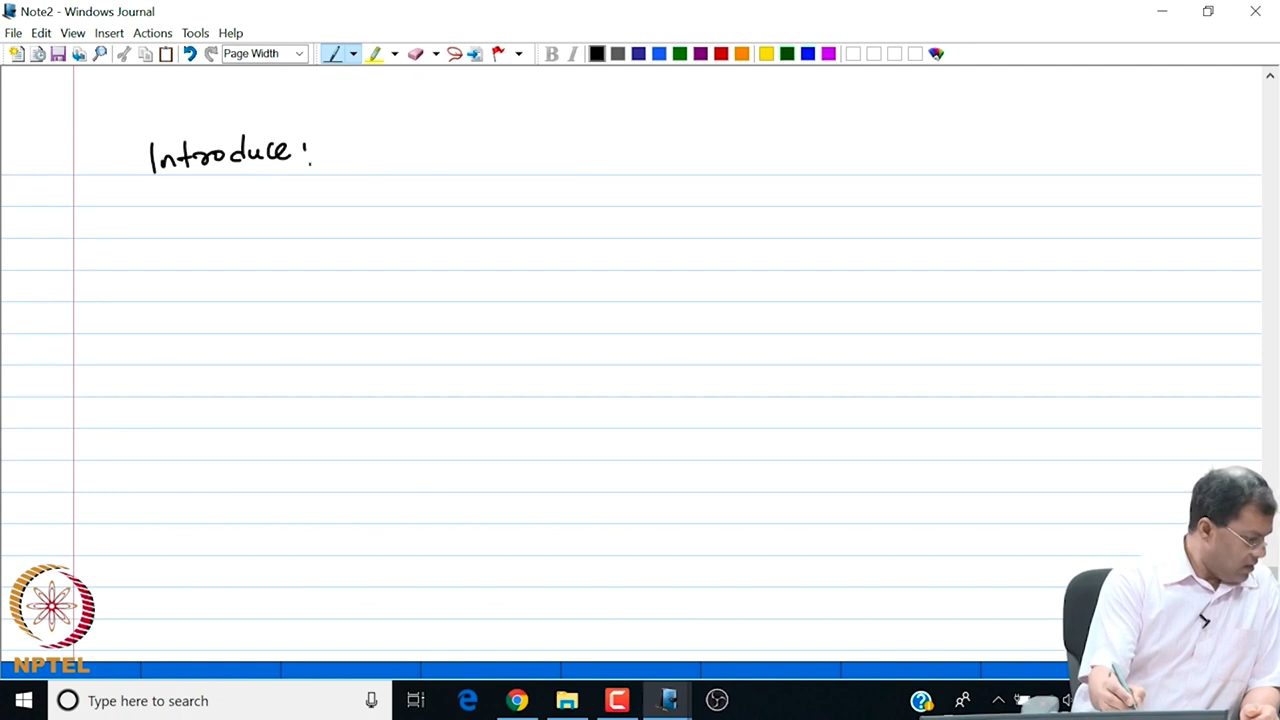 Note2 - Windows Journal
File Edit View Insert Actions Tools Help
Page Width
B I
Introduce :
NPTEL
Type here to search